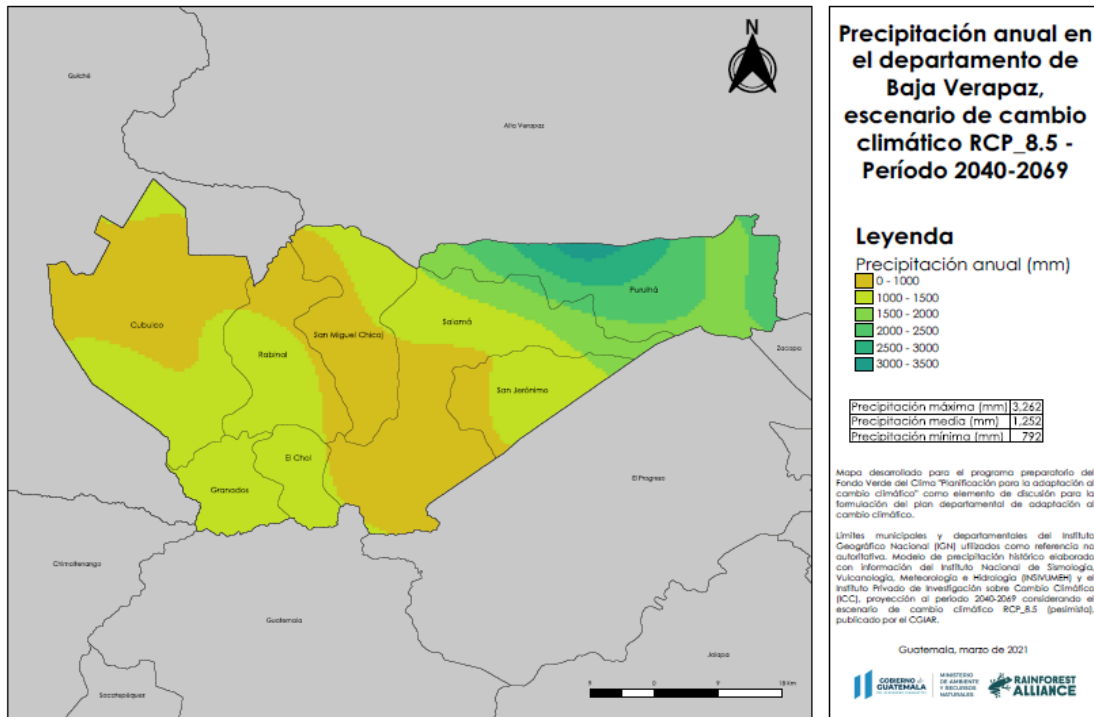 N
Quiché
Alta Verapaz
Cubulco
Rabinal
San Miguel Chicaj
Salamá
Purulhá
San Jerónimo
Zacapa
El Chol
Granados
El Progreso
Chimaltenango
Guatemala
Jalapa
Sacatepéquez
9 0 9 18 Km
Precipitación anual en
el departamento de
Baja Verapaz,
escenario de cambio
climático RCP_8.5 -
Período 2040-2069
Leyenda
Precipitación anual (mm)
0 - 1000
1000 - 1500
1500 - 2000
2000 - 2500
2500 - 3000
3000 - 3500
Precipitación máxima (mm) 3,262
Precipitación media (mm) 1,252
Precipitación mínima (mm) 792
Mapa desarrollado para el programa preparatorio del
Fondo Verde del Clima "Planificación para la adaptación al
cambio climático" como elemento de discusión para la
formulación del plan departamental de adaptación al
cambio climático.
Límites municipales y departamentales del Instituto
Geográfico Nacional (IGN) utilizados como referencia no
autoritativa. Modelo de precipitación histórico elaborado
con información del Instituto Nacional de Sismología,
Vulcanología, Meteorología e Hidrología (INSIVUMEH) y el
Instituto Privado de Investigación sobre Cambio Climático
(ICC), proyección al período 2040-2069 considerando el
escenario de cambio climático RCP_8.5 (pesimista),
publicado por el CGIAR.
Guatemala, marzo de 2021
GOBIERNO de
GUATEMALA
MINISTERIO
DE AMBIENTE
Y RECURSOS
NATURALES
RAINFOREST
ALLIANCE